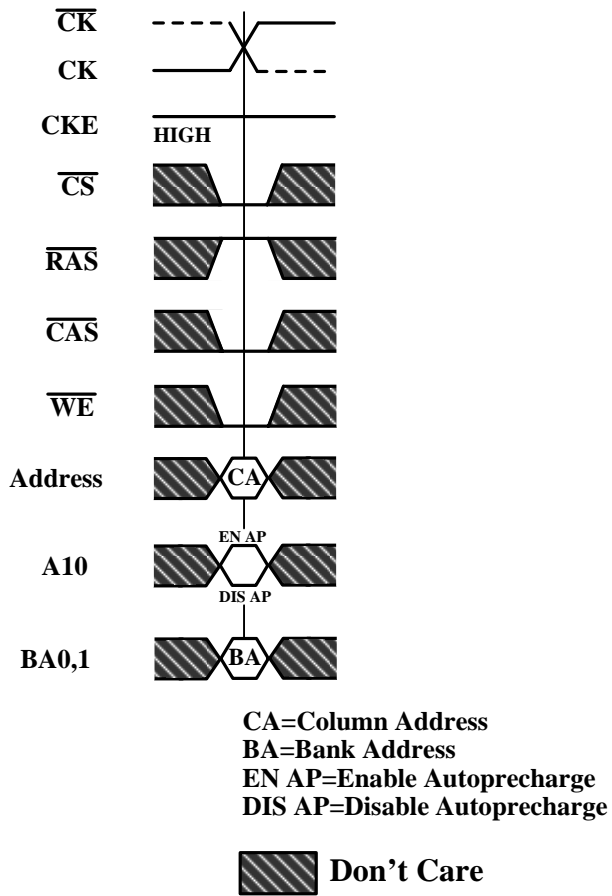 CK
CK
CKE
HIGH
CS
RAS
CAS
WE
Address
CA
EN AP
A10
DIS AP
BA0,1
BA
CA=Column Address
BA=Bank Address
EN AP=Enable Autoprecharge
DIS AP=Disable Autoprecharge
Don't Care